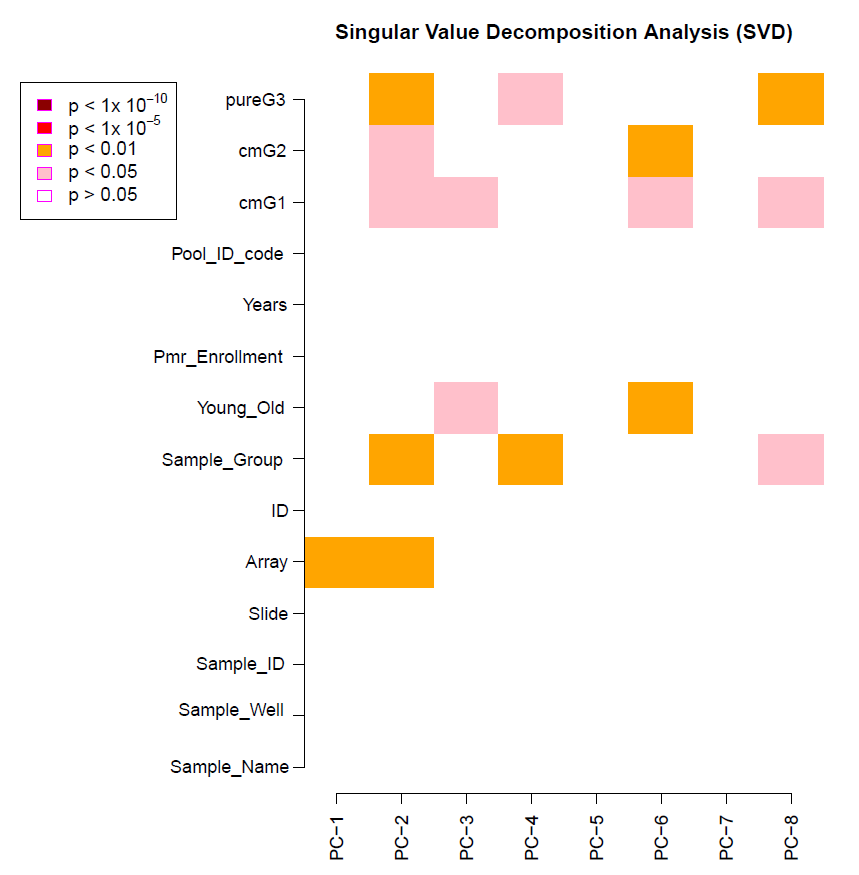 Singular Value Decomposition Analysis (SVD)
p < 1x 10−10
p < 1x 10−5
p < 0.01
p < 0.05
p > 0.05
pureG3
cmG2
cmG1
Pool_ID_code
Years
Pmr_Enrollment
Young_Old
Sample_Group
ID
Array
Slide
Sample_ID
Sample_Well
Sample_Name
PC−1
PC−2
PC−3
PC−4
PC−5
PC−6
PC−7
PC−8